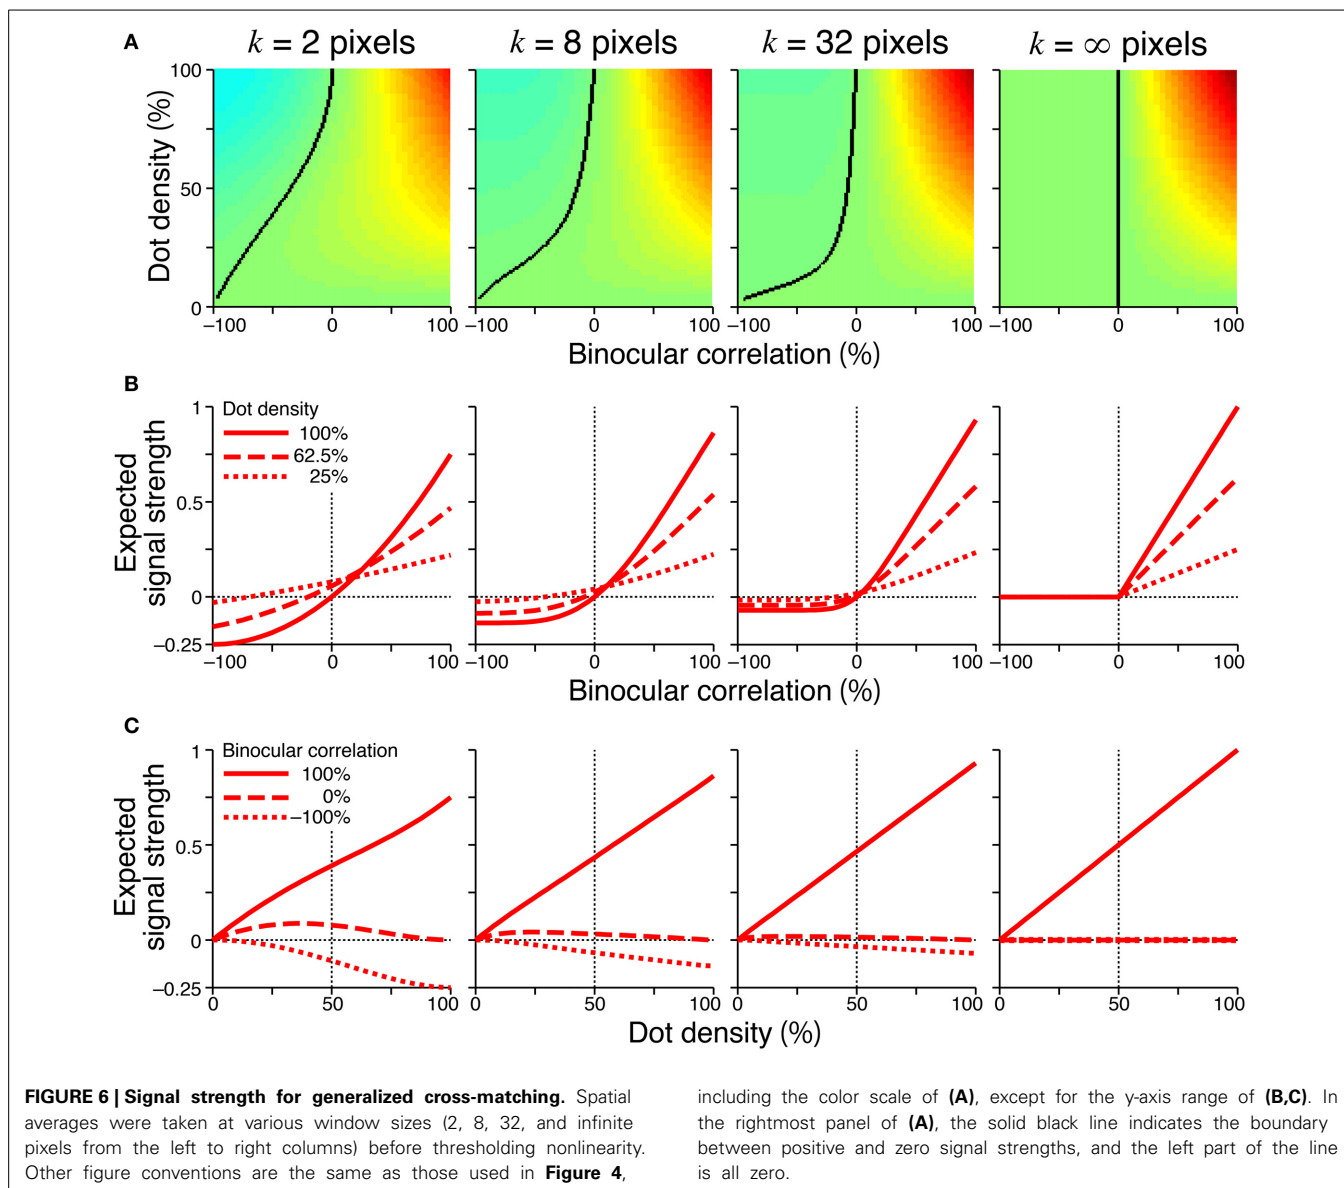 A
k = 2 pixels
k = 8 pixels
k = 32 pixels
k = ∞ pixels
Dot density (%)
100
50
0
−100
0
100
−100
0
100
−100
0
100
−100
0
100
Binocular correlation (%)
B
Expected
signal strength
1
0.5
0
−0.25
Dot density
100%
62.5%
25%
−100
0
100
−100
0
100
−100
0
100
−100
0
100
Binocular correlation (%)
C
Expected
signal strength
1
0.5
0
−0.25
Binocular correlation
100%
0%
−100%
0
50
100
0
50
100
0
50
100
0
50
100
Dot density (%)
FIGURE 6 | Signal strength for generalized cross-matching. Spatial
averages were taken at various window sizes (2, 8, 32, and infinite
pixels from the left to right columns) before thresholding nonlinearity.
Other figure conventions are the same as those used in Figure 4,
including the color scale of (A), except for the y-axis range of (B,C). In
the rightmost panel of (A), the solid black line indicates the boundary
between positive and zero signal strengths, and the left part of the line
is all zero.